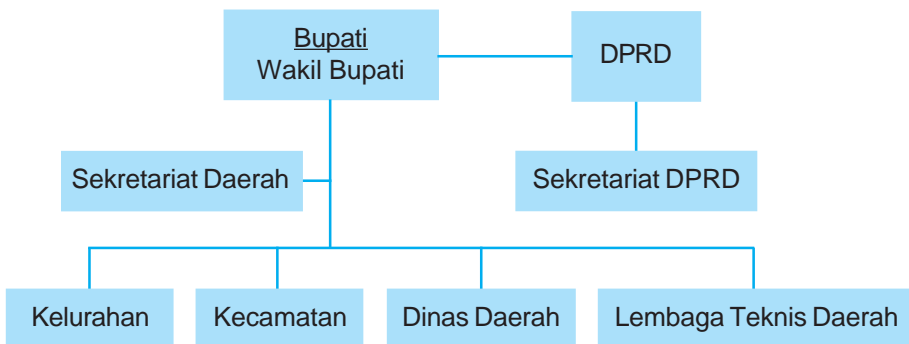 Bupati
Wakil Bupati
DPRD
Sekretariat Daerah
Sekretariat DPRD
Kelurahan
Kecamatan
Dinas Daerah
Lembaga Teknis Daerah